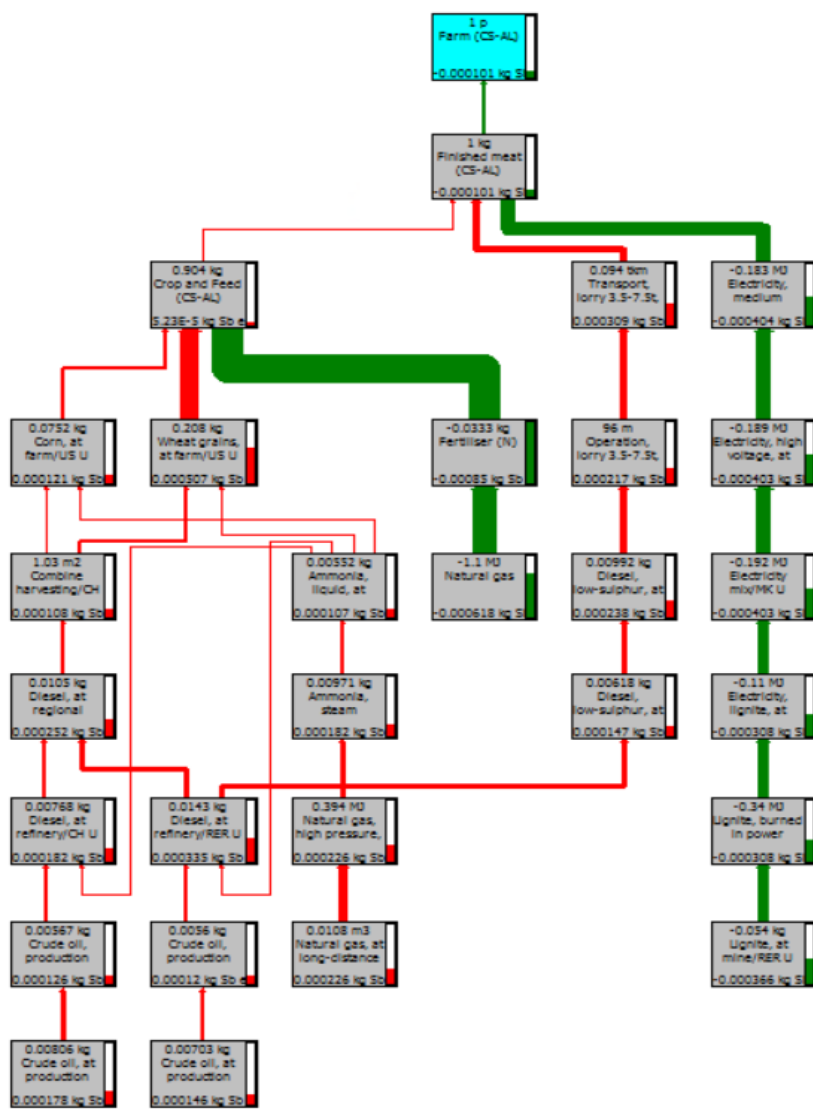 1 p
Farm (CS-AL)
-0.000101 kg S
1 kg
Finished meat
(CS-AL)
-0.000101 kg S
0.904 kg
Crop and Feed
(CS-AL)
5.23E-5 kg Sb e
0.094 tkm
Transport,
lorry 3.5-7.5t,
0.000309 kg Sb
-0.183 MJ
Electricity,
medium
-0.000404 kg S
0.0752 kg
Corn, at
farm/US U
0.000121 kg Sb
0.208 kg
Wheat grains,
at farm/US U
0.000507 kg Sb
-0.0333 kg
Fertiliser (N)
-0.00085 kg Sb
96 m
Operation,
lorry 3.5-7.5t,
0.000217 kg Sb
-0.189 MJ
Electricity, high
voltage, at
-0.000403 kg S
1.03 m2
Combine
harvesting/CH
0.000108 kg Sb
0.00552 kg
Ammonia,
liquid, at
0.000107 kg Sb
-1.1 MJ
Natural gas
-0.000618 kg S
0.00992 kg
Diesel,
low-sulphur, at
0.000238 kg Sb
-0.192 MJ
Electricity
mix/MK U
-0.000403 kg S
0.0105 kg
Diesel, at
regional
0.000252 kg Sb
0.00971 kg
Ammonia,
steam
0.000182 kg Sb
0.00618 kg
Diesel,
low-sulphur, at
0.000147 kg Sb
-0.11 MJ
Electricity,
lignite, at
-0.000308 kg S
0.00768 kg
Diesel, at
refinery/CH U
0.000182 kg Sb
0.0143 kg
Diesel, at
refinery/RER U
0.000335 kg Sb
0.394 MJ
Natural gas,
high pressure,
0.000226 kg Sb
-0.34 MJ
Lignite, burned
in power
-0.000308 kg S
0.00567 kg
Crude oil,
production
0.000126 kg Sb
0.0056 kg
Crude oil,
production
0.00012 kg Sb e
0.0108 m3
Natural gas, at
long-distance
0.000226 kg Sb
-0.054 kg
Lignite, at
mine/RER U
-0.000366 kg S
0.00806 kg
Crude oil, at
production
0.000178 kg Sb
0.00703 kg
Crude oil, at
production
0.000146 kg Sb